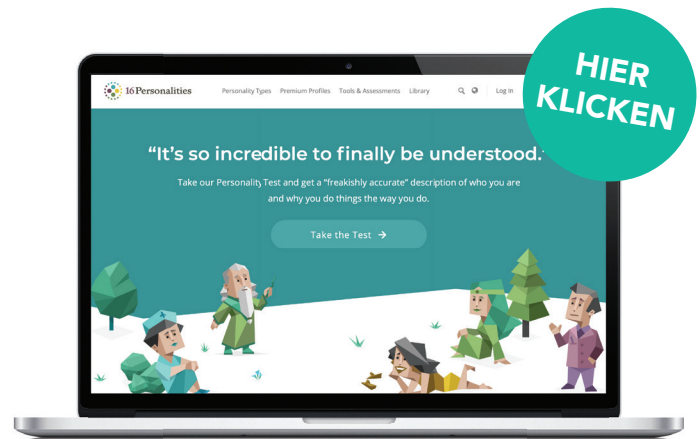 16Personalities
Personality Types Premium Profiles Tools & Assessments Library Log In
HIER
KLICKEN
“It’s so incredible to finally be understood.”
Take our Personality Test and get a “freakishly accurate” description of who you are
and why you do things the way you do.
Take the Test →